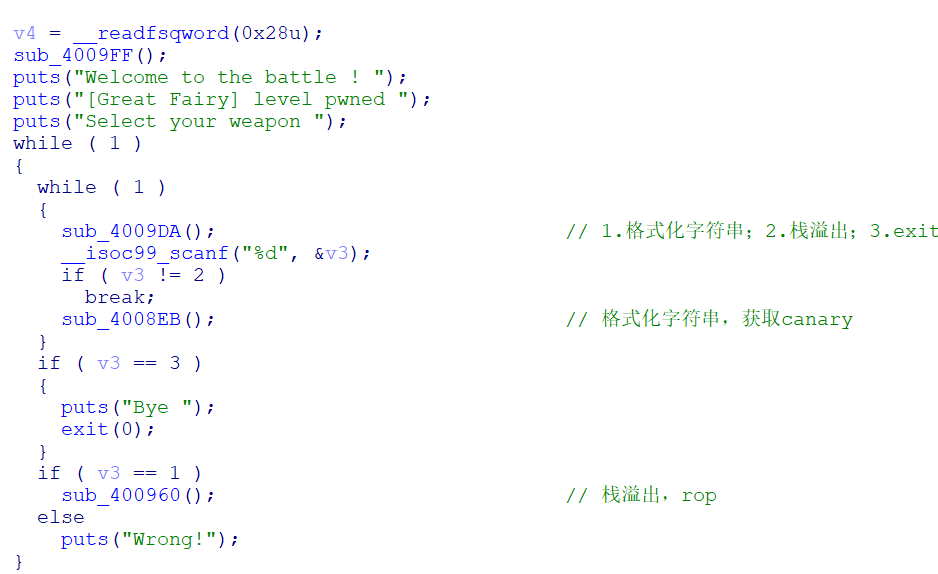 v4 = __readfsqword(0x28u);
sub_4009FF();
puts("Welcome to the battle ! ");
puts("[Great Fairy] level pwned ");
puts("Select your weapon ");
while ( 1 )
{
  while ( 1 )
  {
    sub_4009DA();                             // 1.格式化字符串；2.栈溢出；3.exit
    __isoc99_scanf("%d", &v3);
    if ( v3 != 2 )
      break;
    sub_4008EB();                             // 格式化字符串，获取canary
  }
  if ( v3 == 3 )
  {
    puts("Bye ");
    exit(0);
  }
  if ( v3 == 1 )
    sub_400960();                             // 栈溢出，rop
  else
    puts("Wrong!");
}